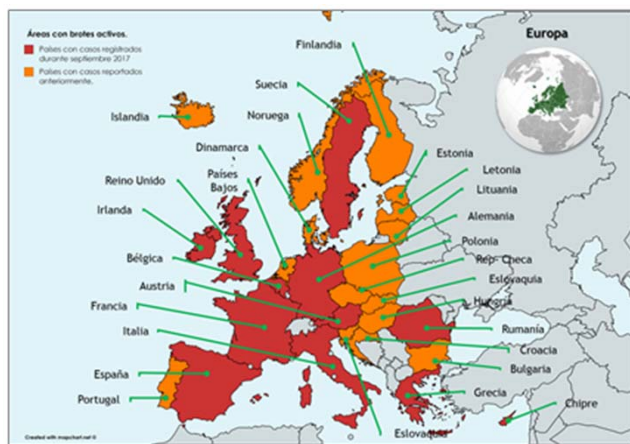 Áreas con brotes activos.
Países con casos registrados
durante septiembre 2017
Países con casos reportados
anteriormente.
Europa
Finlandia
Suecia
Islandia
Noruega
Dinamarca
Estonia
Países
Bajos
Letonia
Reino Unido
Lituania
Irlanda
Alemania
Bélgica
Polonia
Rep- Checa
Austria
Eslovaquia
Francia
Hungría
Italia
Rumanía
Croacia
España
Bulgaria
Portugal
Grecia
Chipre
Eslovaquia
Created with mapchart.net ©